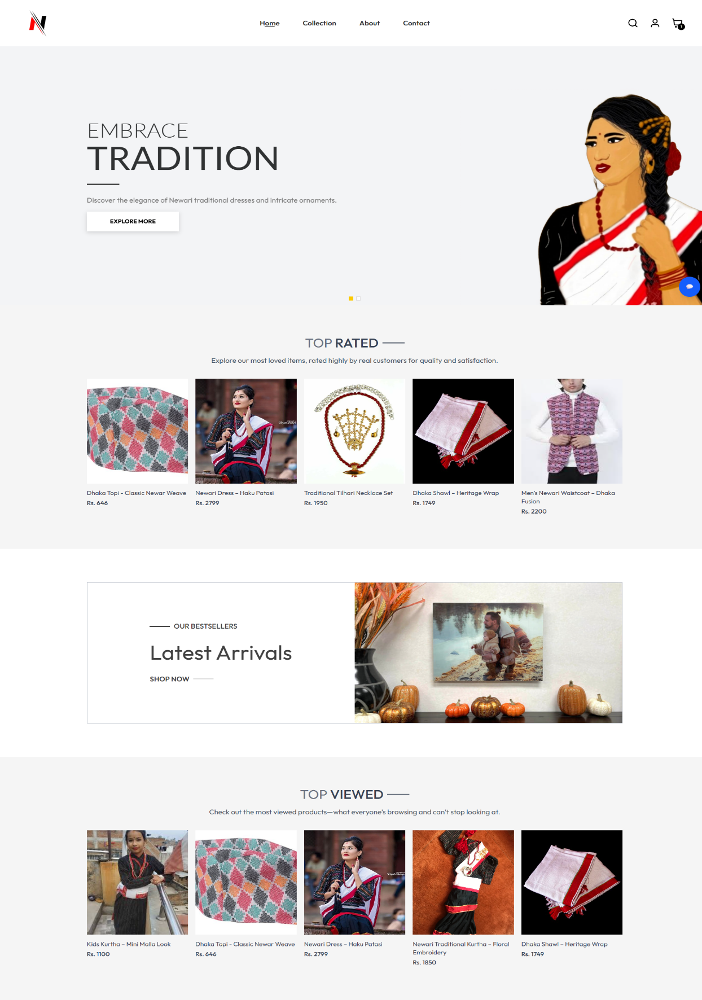 N
Home Collection About Contact
1
EMBRACE
TRADITION
Discover the elegance of Newari traditional dresses and intricate ornaments.
EXPLORE MORE
TOP RATED
Explore our most loved items, rated highly by real customers for quality and satisfaction.
Dhaka Topi - Classic Newar Weave
Rs. 646
Newari Dress – Haku Patasi
Rs. 2799
Traditional Tilhari Necklace Set
Rs. 1950
Dhaka Shawl – Heritage Wrap
Rs. 1749
Men's Newari Waistcoat – Dhaka
Fusion
Rs. 2200
OUR BESTSELLERS
Latest Arrivals
SHOP NOW
TOP VIEWED
Check out the most viewed products—what everyone's browsing and can't stop looking at.
Kids Kurtha – Mini Malla Look
Rs. 1100
Dhaka Topi - Classic Newar Weave
Rs. 646
Newari Dress – Haku Patasi
Rs. 2799
Newari Traditional Kurtha – Floral
Embroidery
Rs. 1850
Dhaka Shawl – Heritage Wrap
Rs. 1749